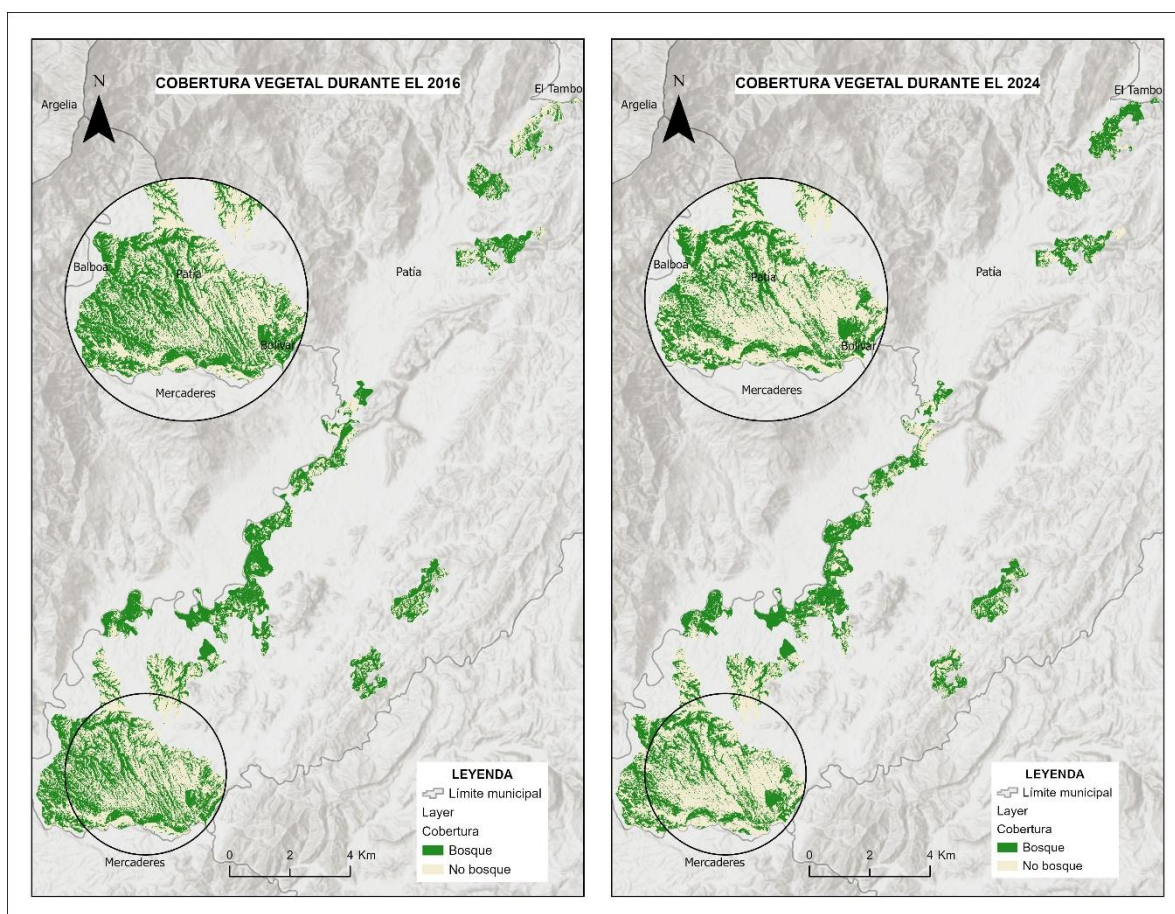 COBERTURA VEGETAL DURANTE EL 2016
N
Argelia
El Tambo
Balboa
Patía
Patía
Bolívar
Mercaderes
Mercaderes
0 2 4 Km
LEYENDA
Límite municipal
Layer
Cobertura
Bosque
No bosque
COBERTURA VEGETAL DURANTE EL 2024
N
Argelia
El Tambo
Balboa
Patía
Patía
Bolívar
Mercaderes
Mercaderes
0 2 4 Km
LEYENDA
Límite municipal
Layer
Cobertura
Bosque
No bosque